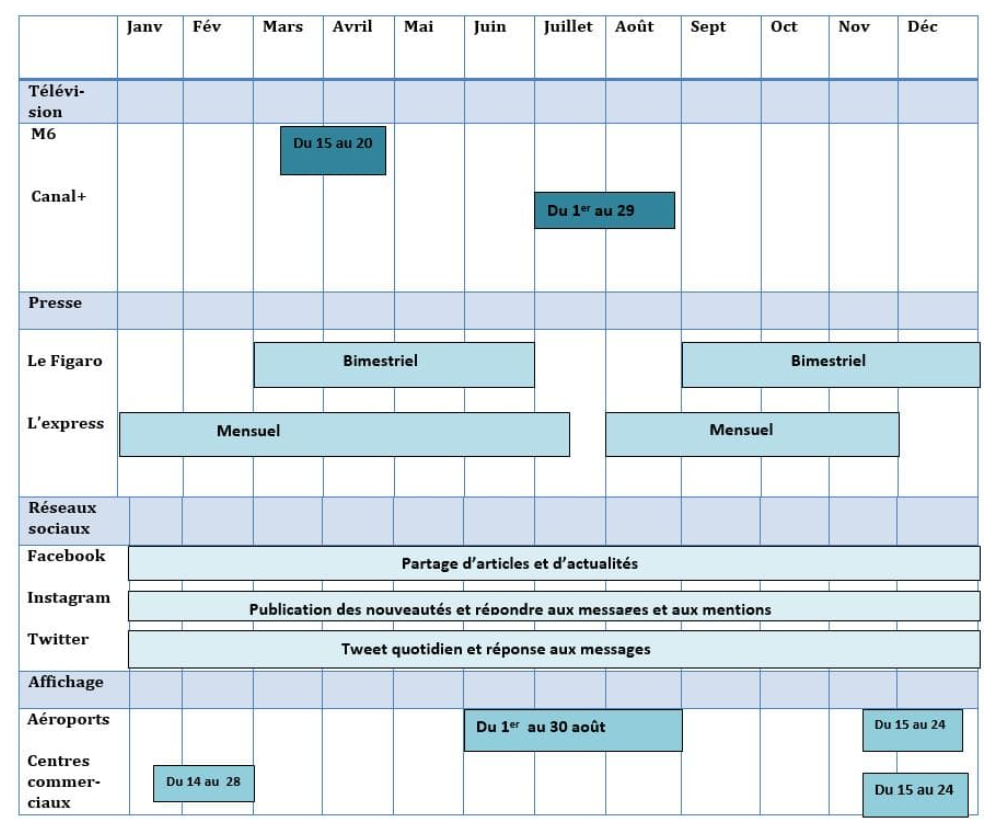 Janv Fév Mars Avril Mai Juin Juillet Août Sept Oct Nov Déc
Télévi-
sion
M6
Du 15 au 20
Canal+
Du 1er au 29
Presse
Le Figaro
Bimestriel
Bimestriel
L’express
Mensuel
Mensuel
Réseaux
sociaux
Facebook
Partage d’articles et d’actualités
Instagram
Publication des nouveautés et répondre aux messages et aux mentions
Twitter
Tweet quotidien et réponse aux messages
Affichage
Aéroports
Du 1er au 30 août
Du 15 au 24
Centres
commer-
ciaux
Du 14 au 28
Du 15 au 24